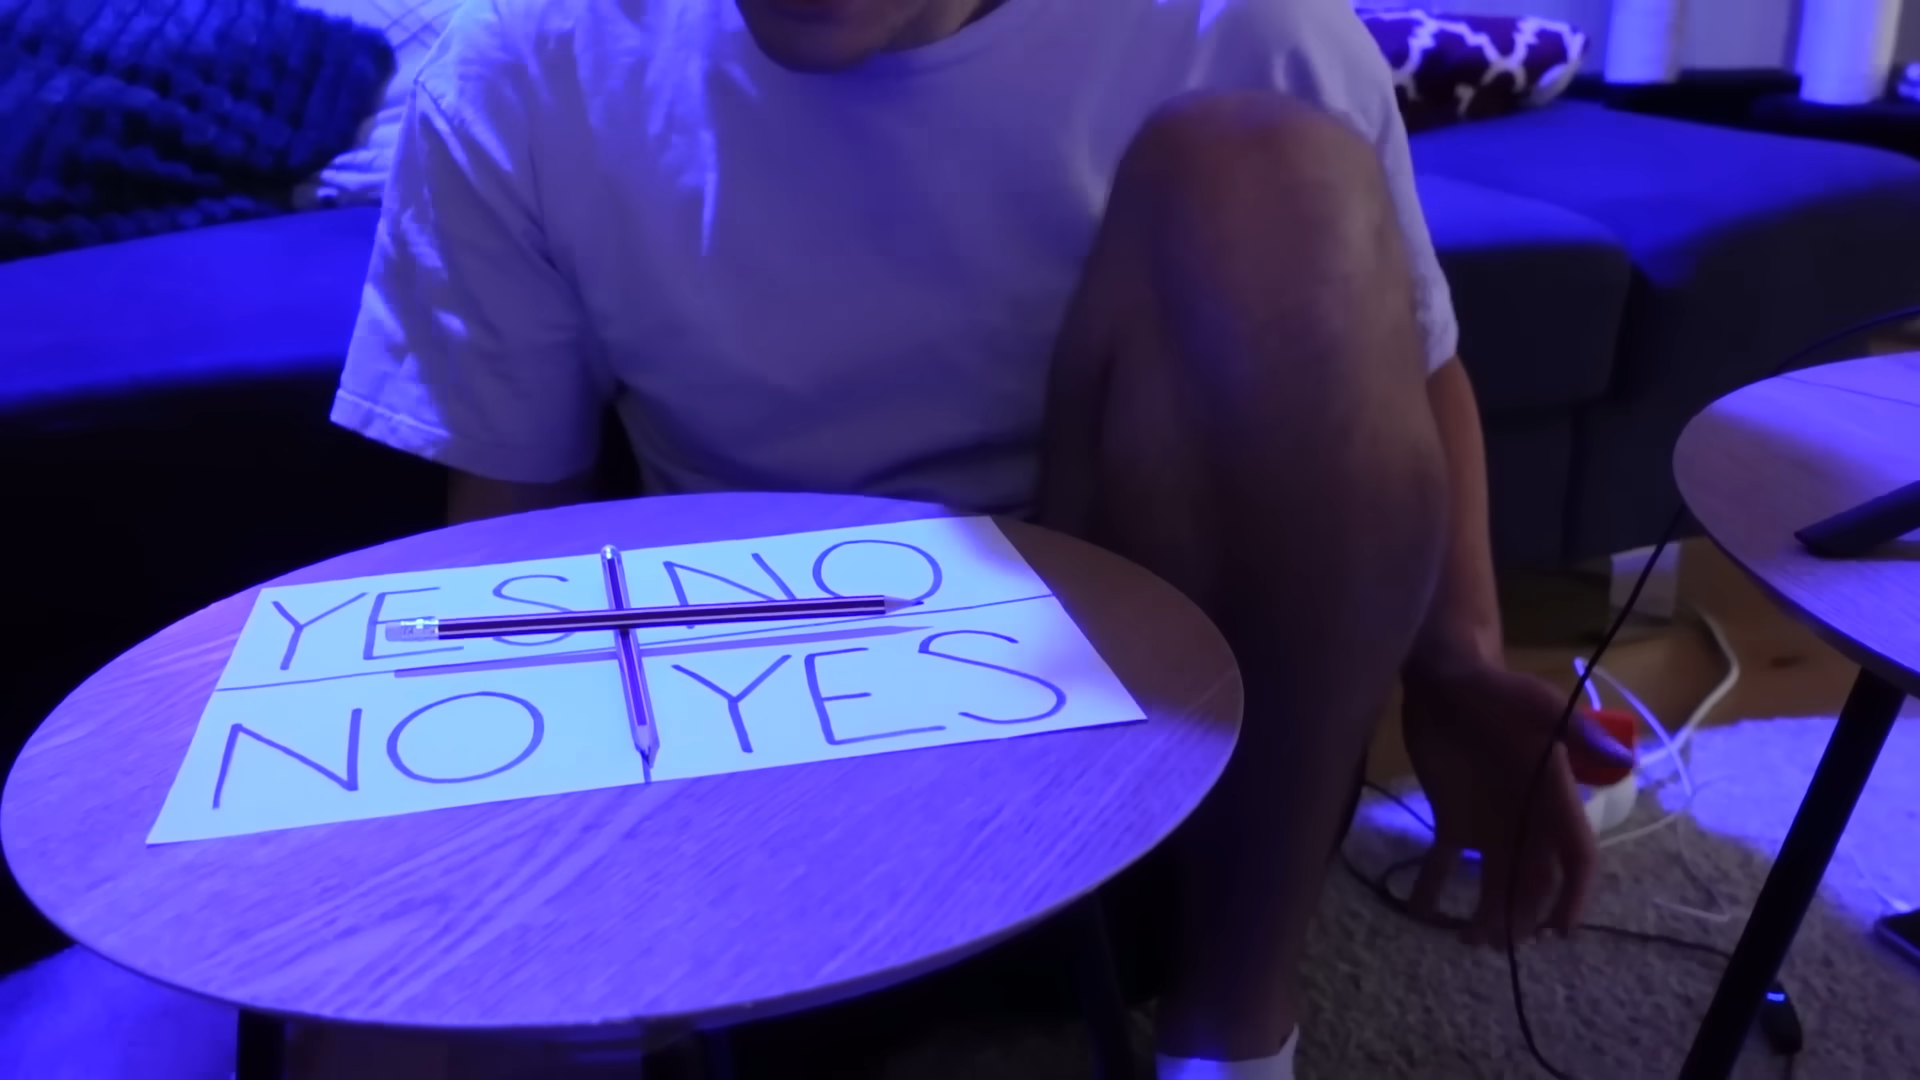 YES NO
NO YES